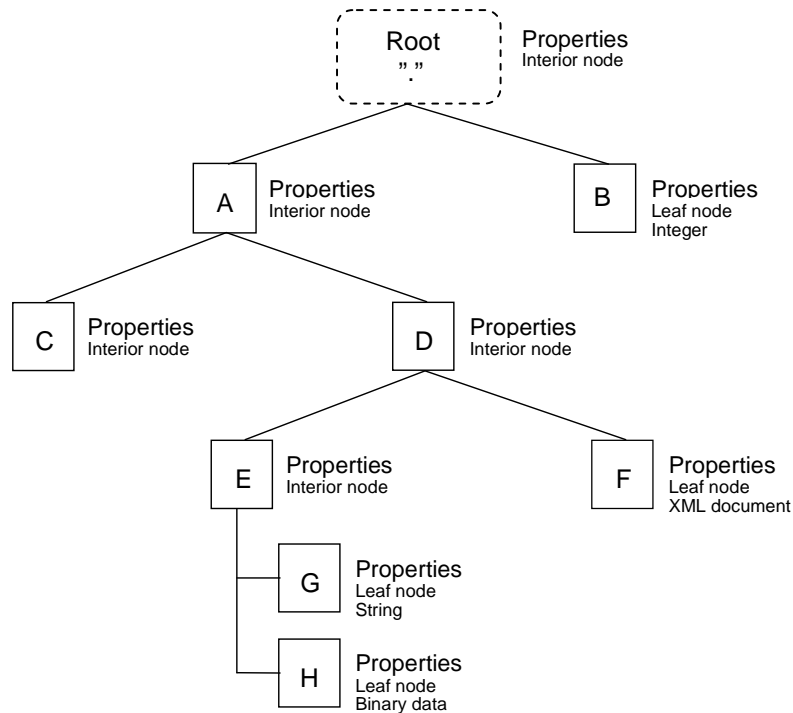 Root
"."
Properties
Interior node
A
Properties
Interior node
B
Properties
Leaf node
Integer
C
Properties
Interior node
D
Properties
Interior node
E
Properties
Interior node
F
Properties
Leaf node
XML document
G
Properties
Leaf node
String
H
Properties
Leaf node
Binary data